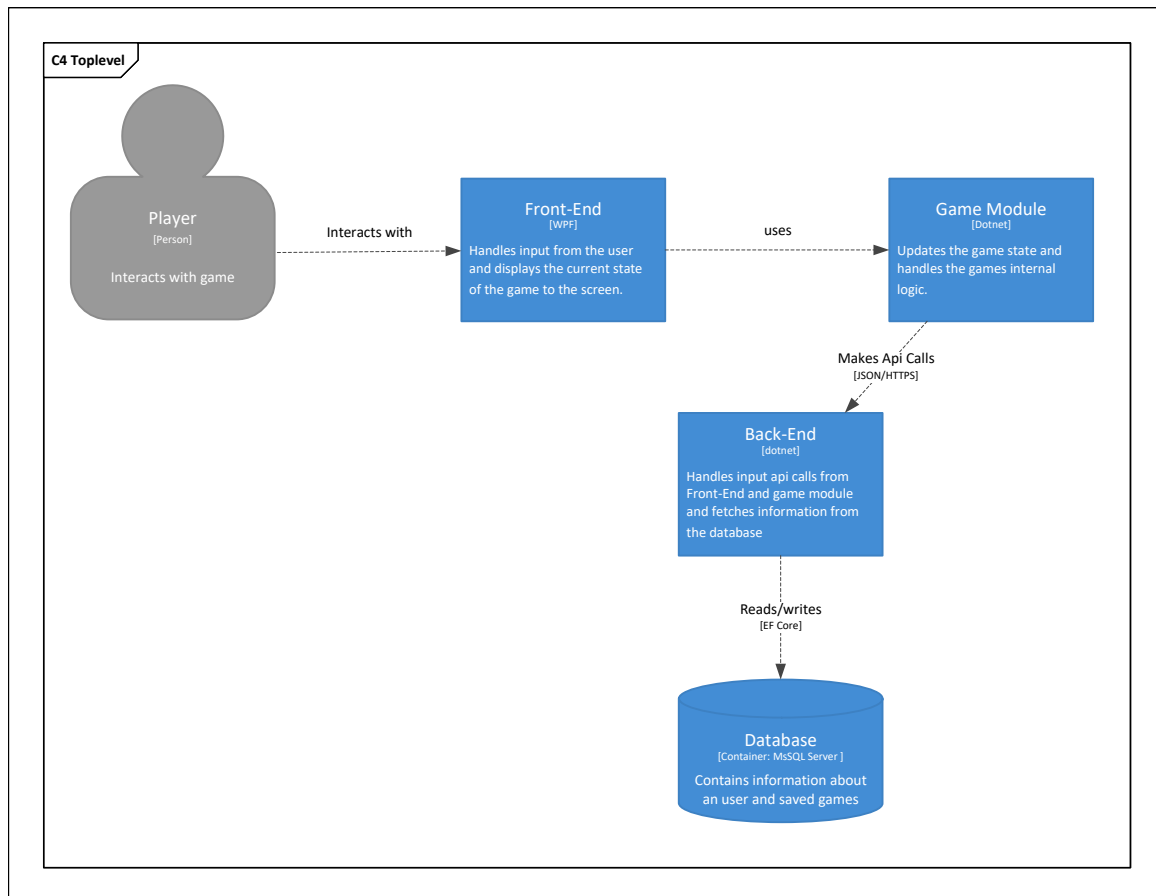 C4 Toplevel
Player
[Person]
Interacts with game
Interacts with
Front-End
[WPF]
Handles input from the user
and displays the current state
of the game to the screen.
uses
Game Module
[Dotnet]
Updates the game state and
handles the games internal
logic.
Makes Api Calls
[JSON/HTTPS]
Back-End
[dotnet]
Handles input api calls from
Front-End and game module
and fetches information from
the database
Reads/writes
[EF Core]
Database
[Container: MsSQL Server ]
Contains information about
an user and saved games